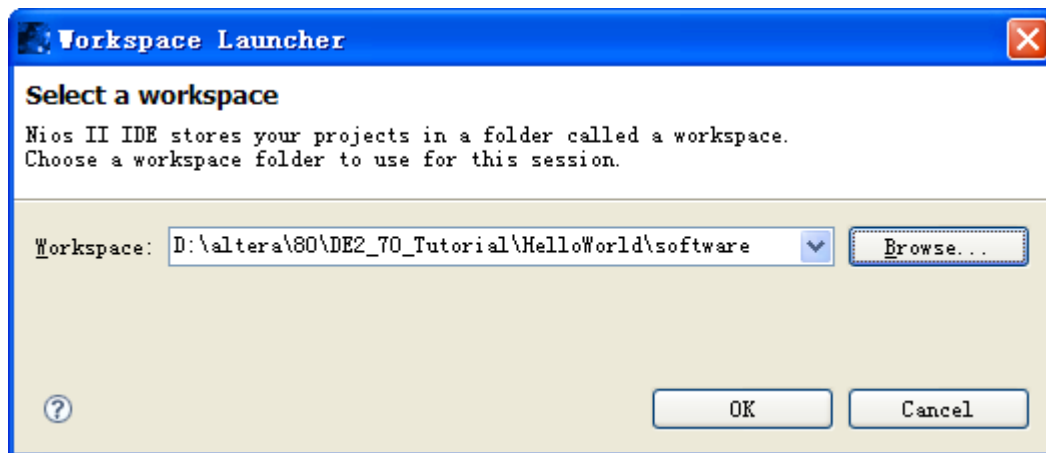 Workspace Launcher
Select a workspace
Nios II IDE stores your projects in a folder called a workspace.
Choose a workspace folder to use for this session.
Workspace: D:\altera\80\DE2_70_Tutorial\HelloWorld\software Browse...
OK Cancel